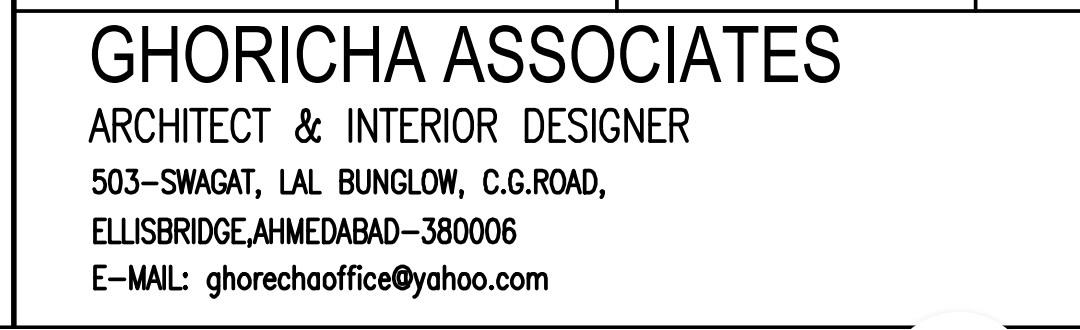 GHORICHA ASSOCIATES
ARCHITECT & INTERIOR DESIGNER
503-SWAGAT, LAL BUNGLOW, C.G.ROAD,
ELLISBRIDGE,AHMEDABAD-380006
E-MAIL: ghorechaoffice@yahoo.com